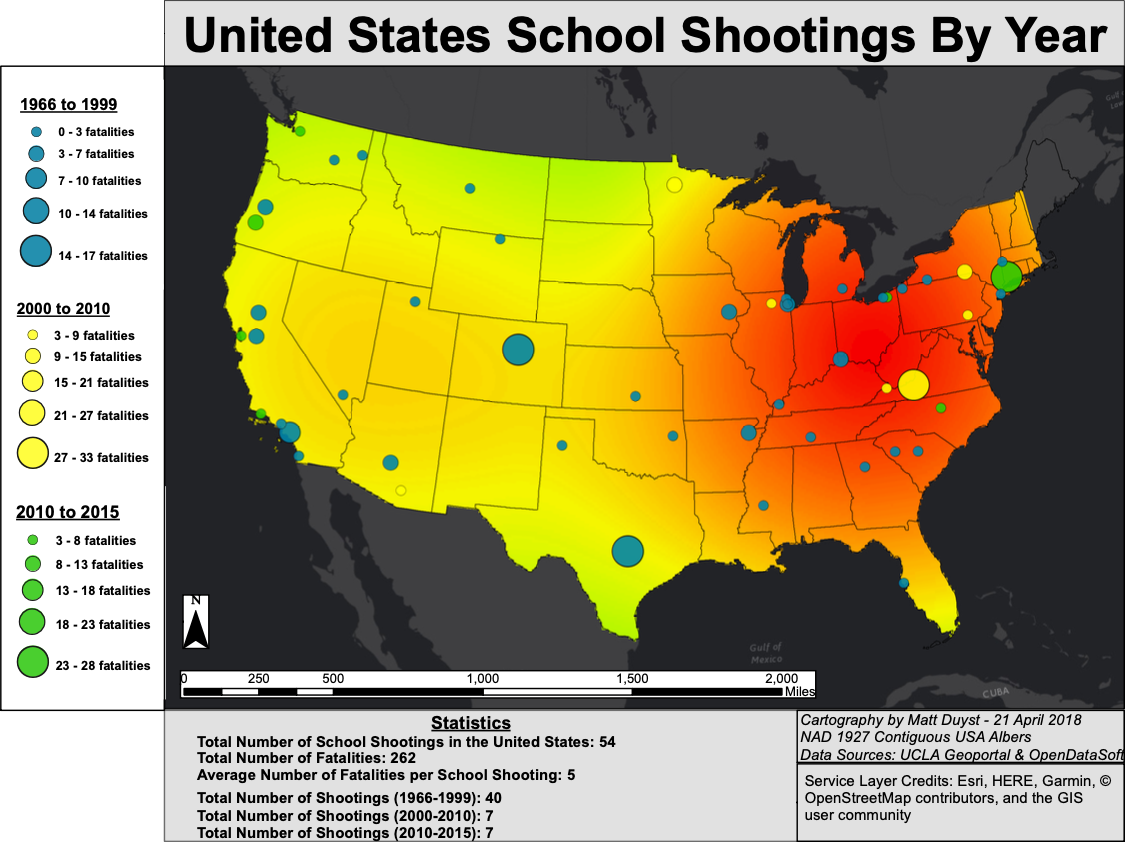 United States School Shootings By Year
1966 to 1999
0 - 3 fatalities
3 - 7 fatalities
7 - 10 fatalities
10 - 14 fatalities
14 - 17 fatalities
2000 to 2010
3 - 9 fatalities
9 - 15 fatalities
15 - 21 fatalities
21 - 27 fatalities
27 - 33 fatalities
2010 to 2015
3 - 8 fatalities
8 - 13 fatalities
13 - 18 fatalities
18 - 23 fatalities
23 - 28 fatalities
Gulf of
N
Gulf of
Mexico
CUBA
0 250 500 1,000 1,500 2,000
Miles
Statistics
Total Number of School Shootings in the United States: 54
Total Number of Fatalities: 262
Average Number of Fatalities per School Shooting: 5
Total Number of Shootings (1966-1999): 40
Total Number of Shootings (2000-2010): 7
Total Number of Shootings (2010-2015): 7
Cartography by Matt Duyst - 21 April 2018
NAD 1927 Contiguous USA Albers
Data Sources: UCLA Geoportal & OpenDataSoft
Service Layer Credits: Esri, HERE, Garmin, ©
OpenStreetMap contributors, and the GIS
user community